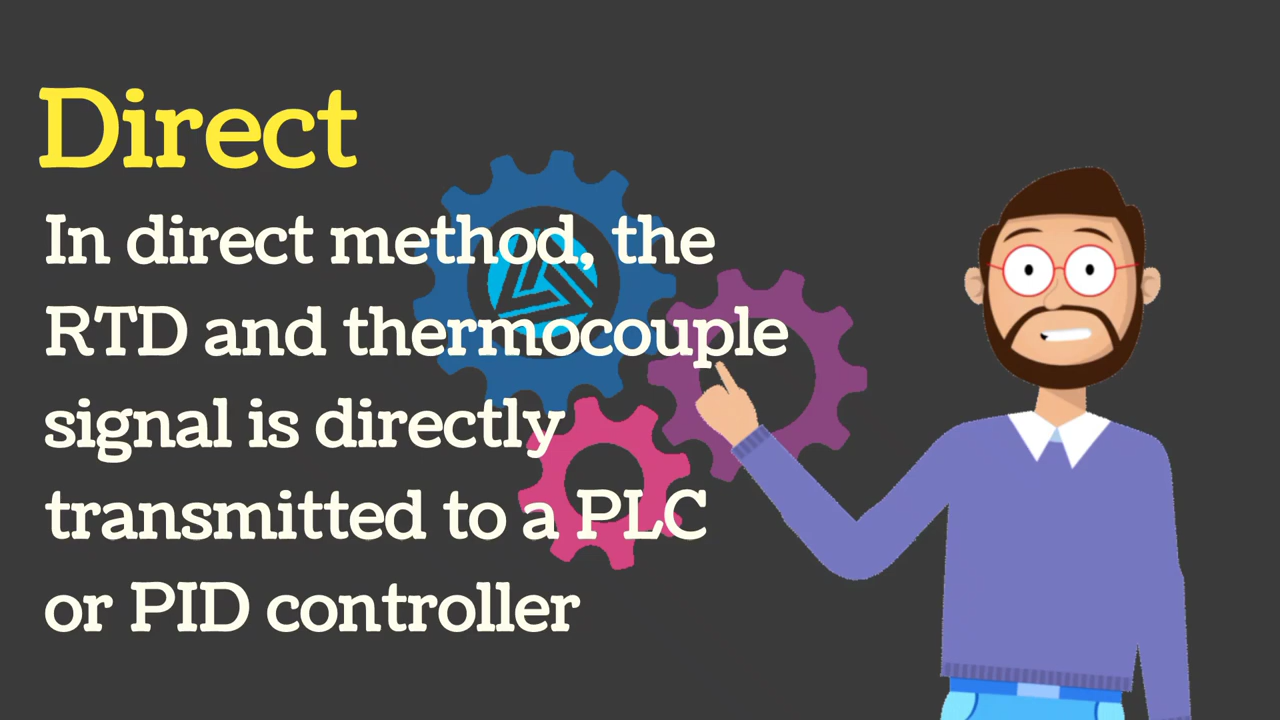 Direct
In direct method, the
RTD and thermocouple
signal is directly
transmitted to a PLC
or PID controller